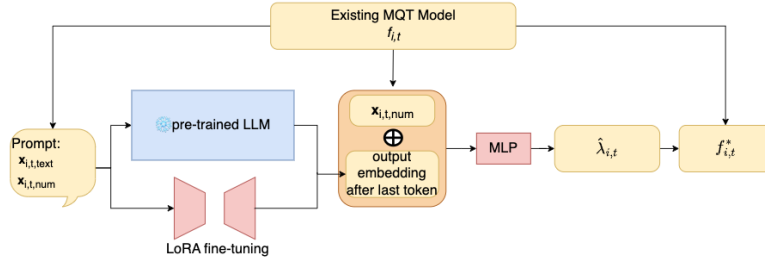 Existing MQT Model
f_{i,t}
Prompt:
x_{i,t,text}
x_{i,t,num}
pre-trained LLM
LoRA fine-tuning
x_{i,t,num}
⊕
output
embedding
after last token
MLP
λ̂_{i,t}
f*_{i,t}